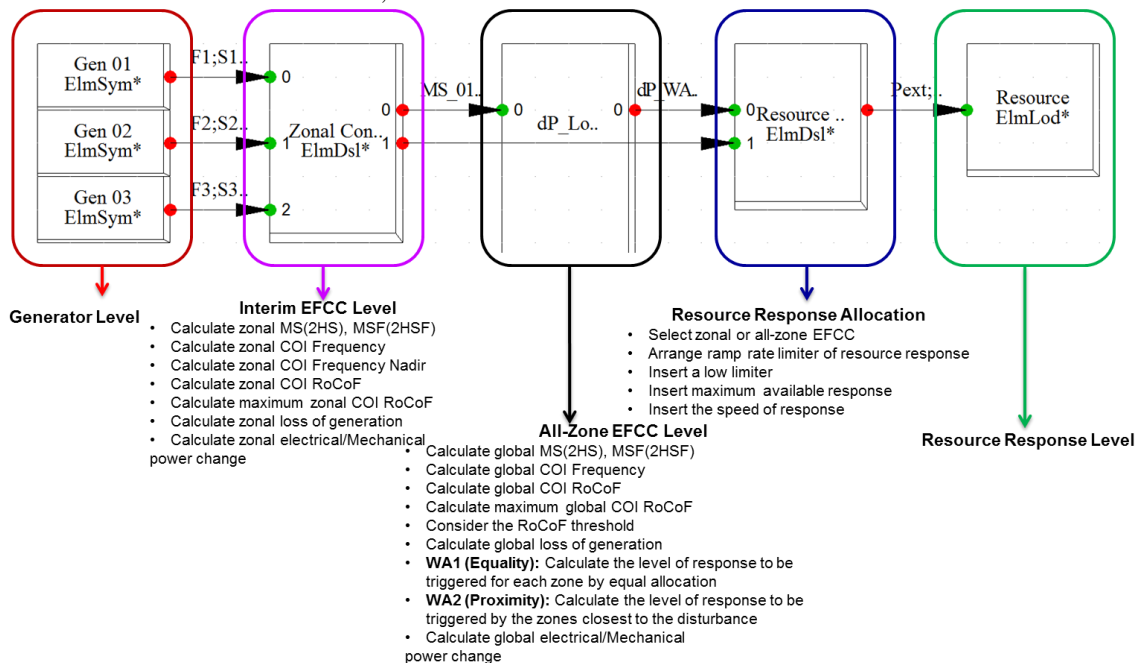 Gen 01
ElmSym*
Gen 02
ElmSym*
Gen 03
ElmSym*
F1;S1..
F2;S2..
F3;S3..
0
1
2
Zonal Con..
ElmDsl*
0
1
MS_01..
0
dP_Lo..
0
dP_WA..
0
1
Resource ..
ElmDsl*
Pext;..
Resource
ElmLod*
Generator Level
Interim EFCC Level
• Calculate zonal MS(2HS), MSF(2HSF)
• Calculate zonal COI Frequency
• Calculate zonal COI Frequency Nadir
• Calculate zonal COI RoCoF
• Calculate maximum zonal COI RoCoF
• Calculate zonal loss of generation
• Calculate zonal electrical/Mechanical
power change
All-Zone EFCC Level
• Calculate global MS(2HS), MSF(2HSF)
• Calculate global COI Frequency
• Calculate global COI RoCoF
• Calculate maximum global COI RoCoF
• Consider the RoCoF threshold
• Calculate global loss of generation
• WA1 (Equality): Calculate the level of response to be
triggered for each zone by equal allocation
• WA2 (Proximity): Calculate the level of response to be
triggered by the zones closest to the disturbance
• Calculate global electrical/Mechanical
power change
Resource Response Allocation
• Select zonal or all-zone EFCC
• Arrange ramp rate limiter of resource response
• Insert a low limiter
• Insert maximum available response
• Insert the speed of response
Resource Response Level